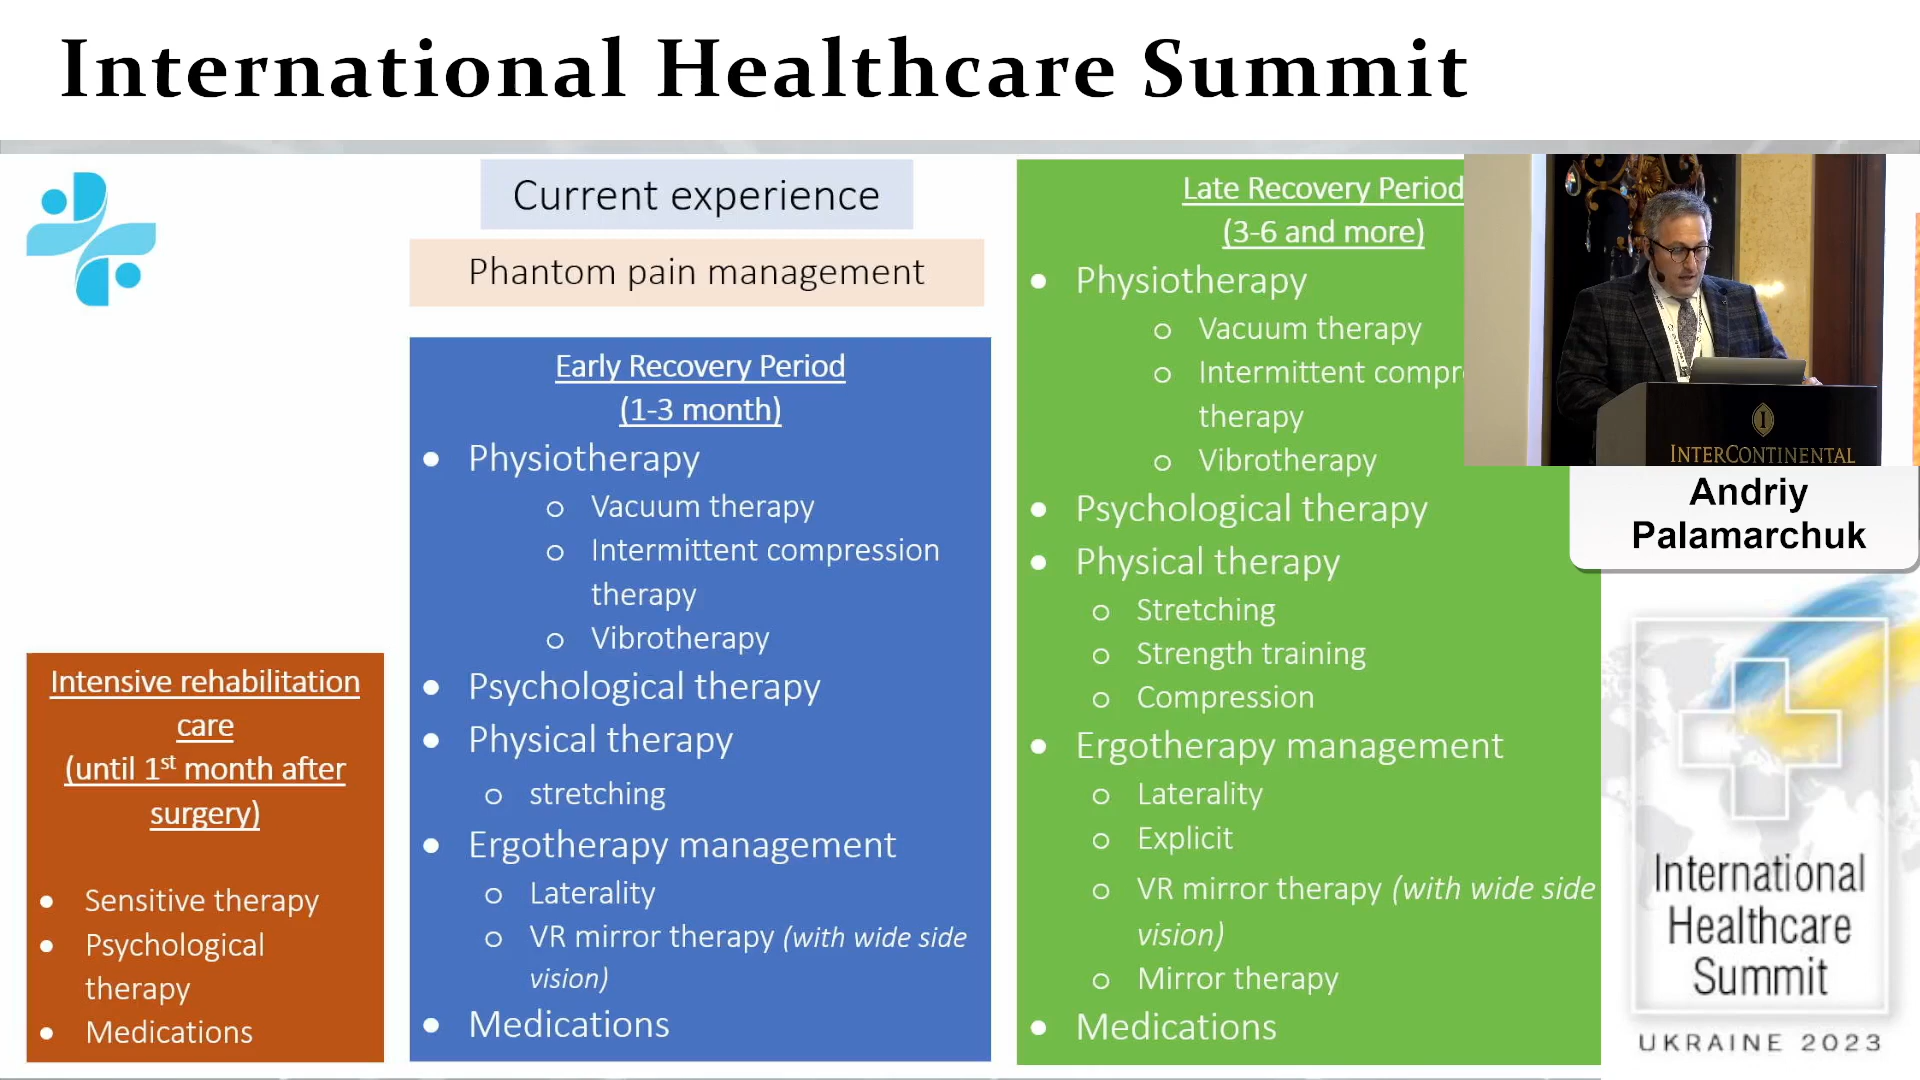 International Healthcare Summit
Current experience
Phantom pain management
Intensive rehabilitation
care
(until 1st month after
surgery)
Sensitive therapy
Psychological
therapy
Medications
Early Recovery Period
(1-3 month)
Physiotherapy
Vacuum therapy
Intermittent compression
therapy
Vibrotherapy
Psychological therapy
Physical therapy
stretching
Ergotherapy management
Laterality
VR mirror therapy (with wide side
vision)
Medications
Late Recovery Period
(3-6 and more)
Physiotherapy
Vacuum therapy
Intermittent compr
therapy
Vibrotherapy
Psychological therapy
Physical therapy
Stretching
Strength training
Compression
Ergotherapy management
Laterality
Explicit
VR mirror therapy (with wide side
vision)
Mirror therapy
Medications
INTERCONTINENTAL
Andriy
Palamarchuk
International
Healthcare
Summit
UKRAINE 2023